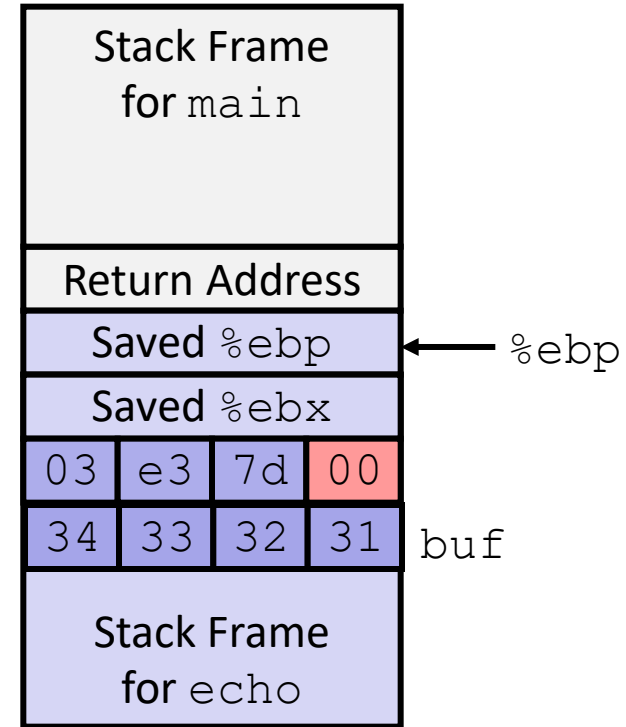 Stack Frame
for main
Return Address
Saved %ebp
%ebp
Saved %ebx
03 e3 7d 00
34 33 32 31
buf
Stack Frame
for echo